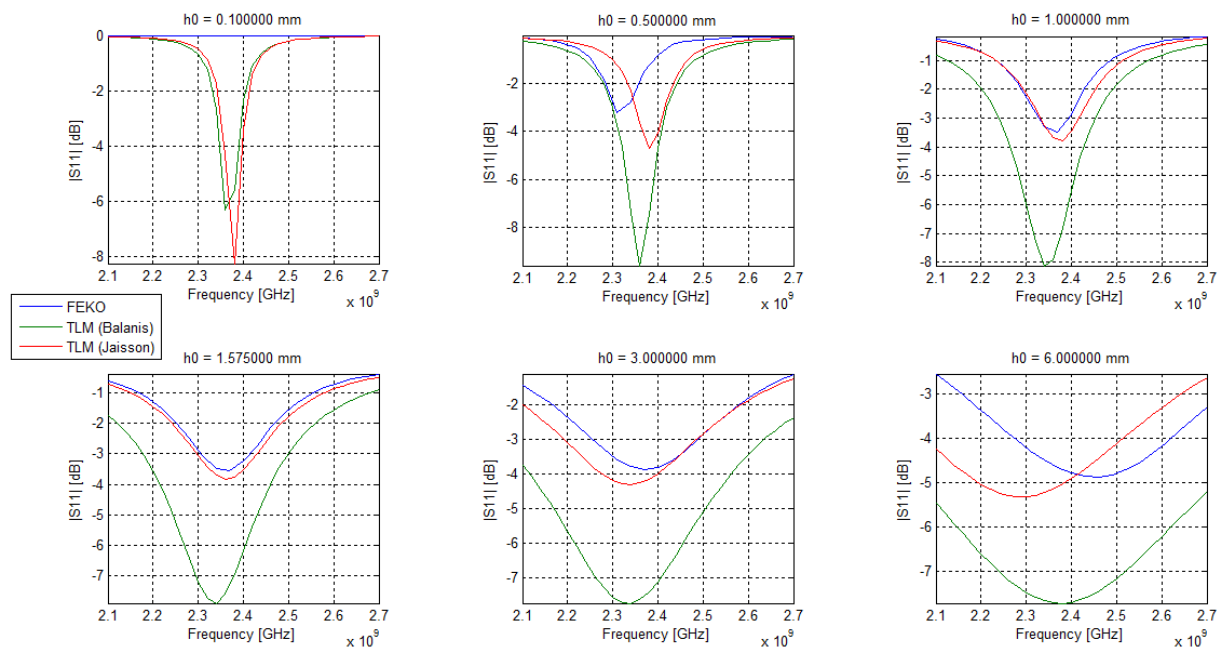 h0 = 0.100000 mm
0
-2
-4
-6
-8
|S11| [dB]
2.1 2.2 2.3 2.4 2.5 2.6 2.7
Frequency [GHz]
x 10^9
h0 = 0.500000 mm
-2
-4
-6
-8
|S11| [dB]
2.1 2.2 2.3 2.4 2.5 2.6 2.7
Frequency [GHz]
x 10^9
h0 = 1.000000 mm
-1
-2
-3
-4
-5
-6
-7
-8
|S11| [dB]
2.1 2.2 2.3 2.4 2.5 2.6 2.7
Frequency [GHz]
x 10^9
FEKO
TLM (Balanis)
TLM (Jaisson)
h0 = 1.575000 mm
-1
-2
-3
-4
-5
-6
-7
|S11| [dB]
2.1 2.2 2.3 2.4 2.5 2.6 2.7
Frequency [GHz]
x 10^9
h0 = 3.000000 mm
-2
-3
-4
-5
-6
-7
|S11| [dB]
2.1 2.2 2.3 2.4 2.5 2.6 2.7
Frequency [GHz]
x 10^9
h0 = 6.000000 mm
-3
-4
-5
-6
-7
|S11| [dB]
2.1 2.2 2.3 2.4 2.5 2.6 2.7
Frequency [GHz]
x 10^9